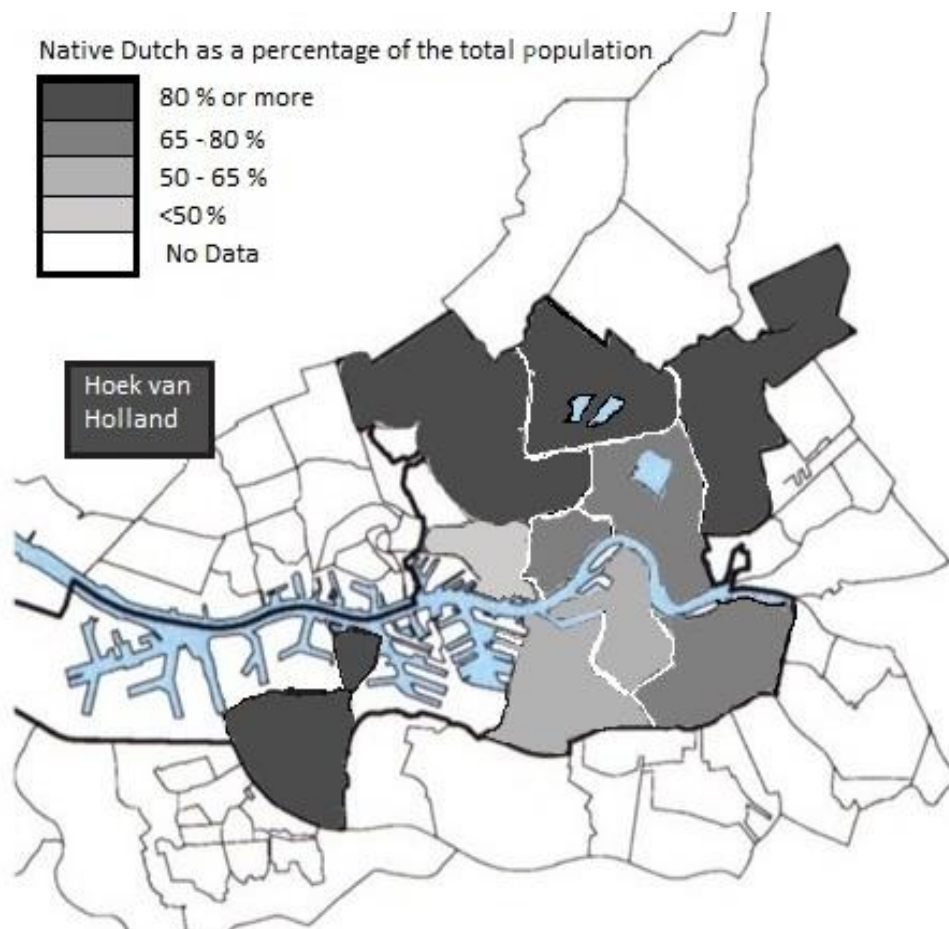 Native Dutch as a percentage of the total population
80 % or more
65 - 80 %
50 - 65 %
<50 %
No Data
Hoek van
Holland